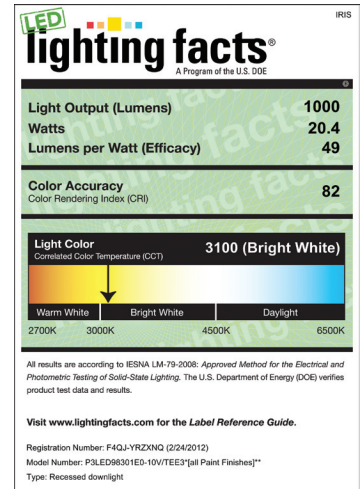 IRIS
LED
lighting facts®
A Program of the U.S. DOE
Light Output (Lumens) 1000
Watts 20.4
Lumens per Watt (Efficacy) 49
Color Accuracy 82
Color Rendering Index (CRI)
Light Color 3100 (Bright White)
Correlated Color Temperature (CCT)
Warm White Bright White Daylight
2700K 3000K 4500K 6500K
All results are according to IESNA LM-79-2008: Approved Method for the Electrical and
Photometric Testing of Solid-State Lighting. The U.S. Department of Energy (DOE) verifies
product test data and results.
Visit www.lightingfacts.com for the Label Reference Guide.
Registration Number: F4QJ-YRZXNQ (2/24/2012)
Model Number: P3LED98301E0-10V/TEE3*[all Paint Finishes]**
Type: Recessed downlight